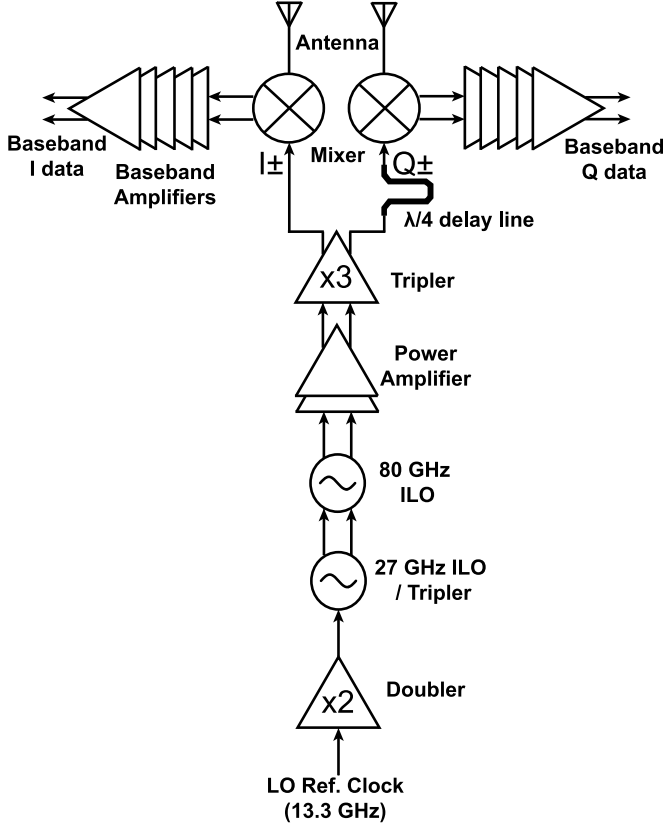 Antenna
Baseband
I data
Baseband
Amplifiers
I±
Mixer
Q±
Baseband
Q data
λ/4 delay line
x3
Tripler
Power
Amplifier
80 GHz
ILO
27 GHz ILO
/ Tripler
x2
Doubler
LO Ref. Clock
(13.3 GHz)